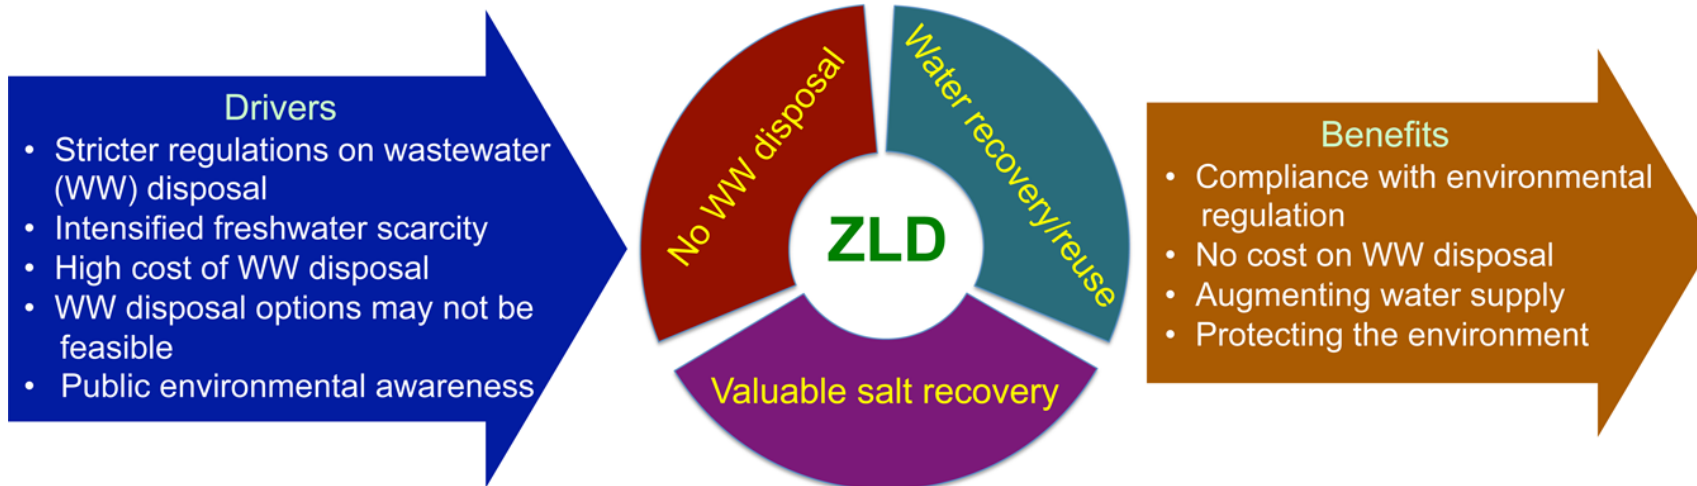 Drivers
• Stricter regulations on wastewater
(WW) disposal
• Intensified freshwater scarcity
• High cost of WW disposal
• WW disposal options may not be
feasible
• Public environmental awareness
No WW disposal
Water recovery/reuse
ZLD
Valuable salt recovery
Benefits
• Compliance with environmental
regulation
• No cost on WW disposal
• Augmenting water supply
• Protecting the environment